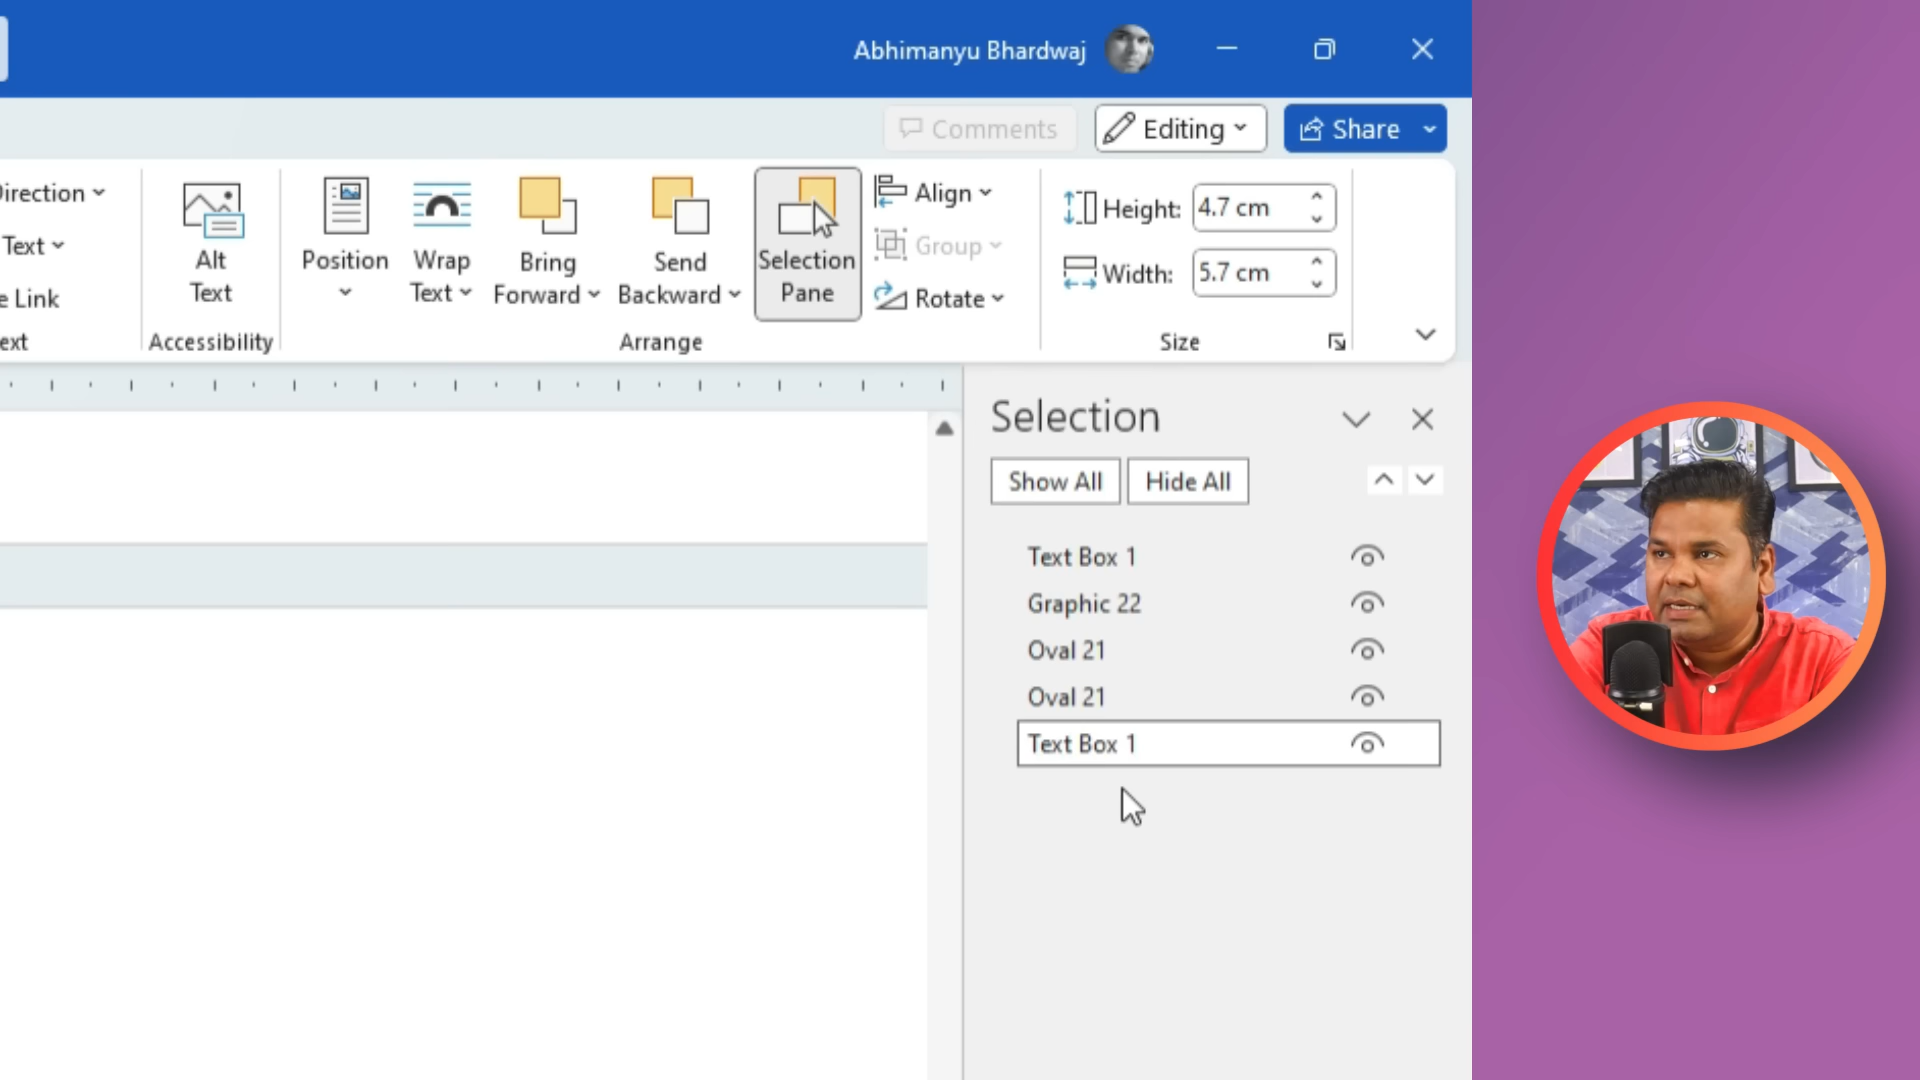 Abhimanyu Bhardwaj
Comments
Editing
Share
Direction
Text
e Link
ext
Alt
Text
Accessibility
Position
Wrap
Text
Bring
Forward
Send
Backward
Selection
Pane
Align
Group
Rotate
Arrange
Height: 4.7 cm
Width: 5.7 cm
Size
Selection
Show All
Hide All
Text Box 1
Graphic 22
Oval 21
Oval 21
Text Box 1